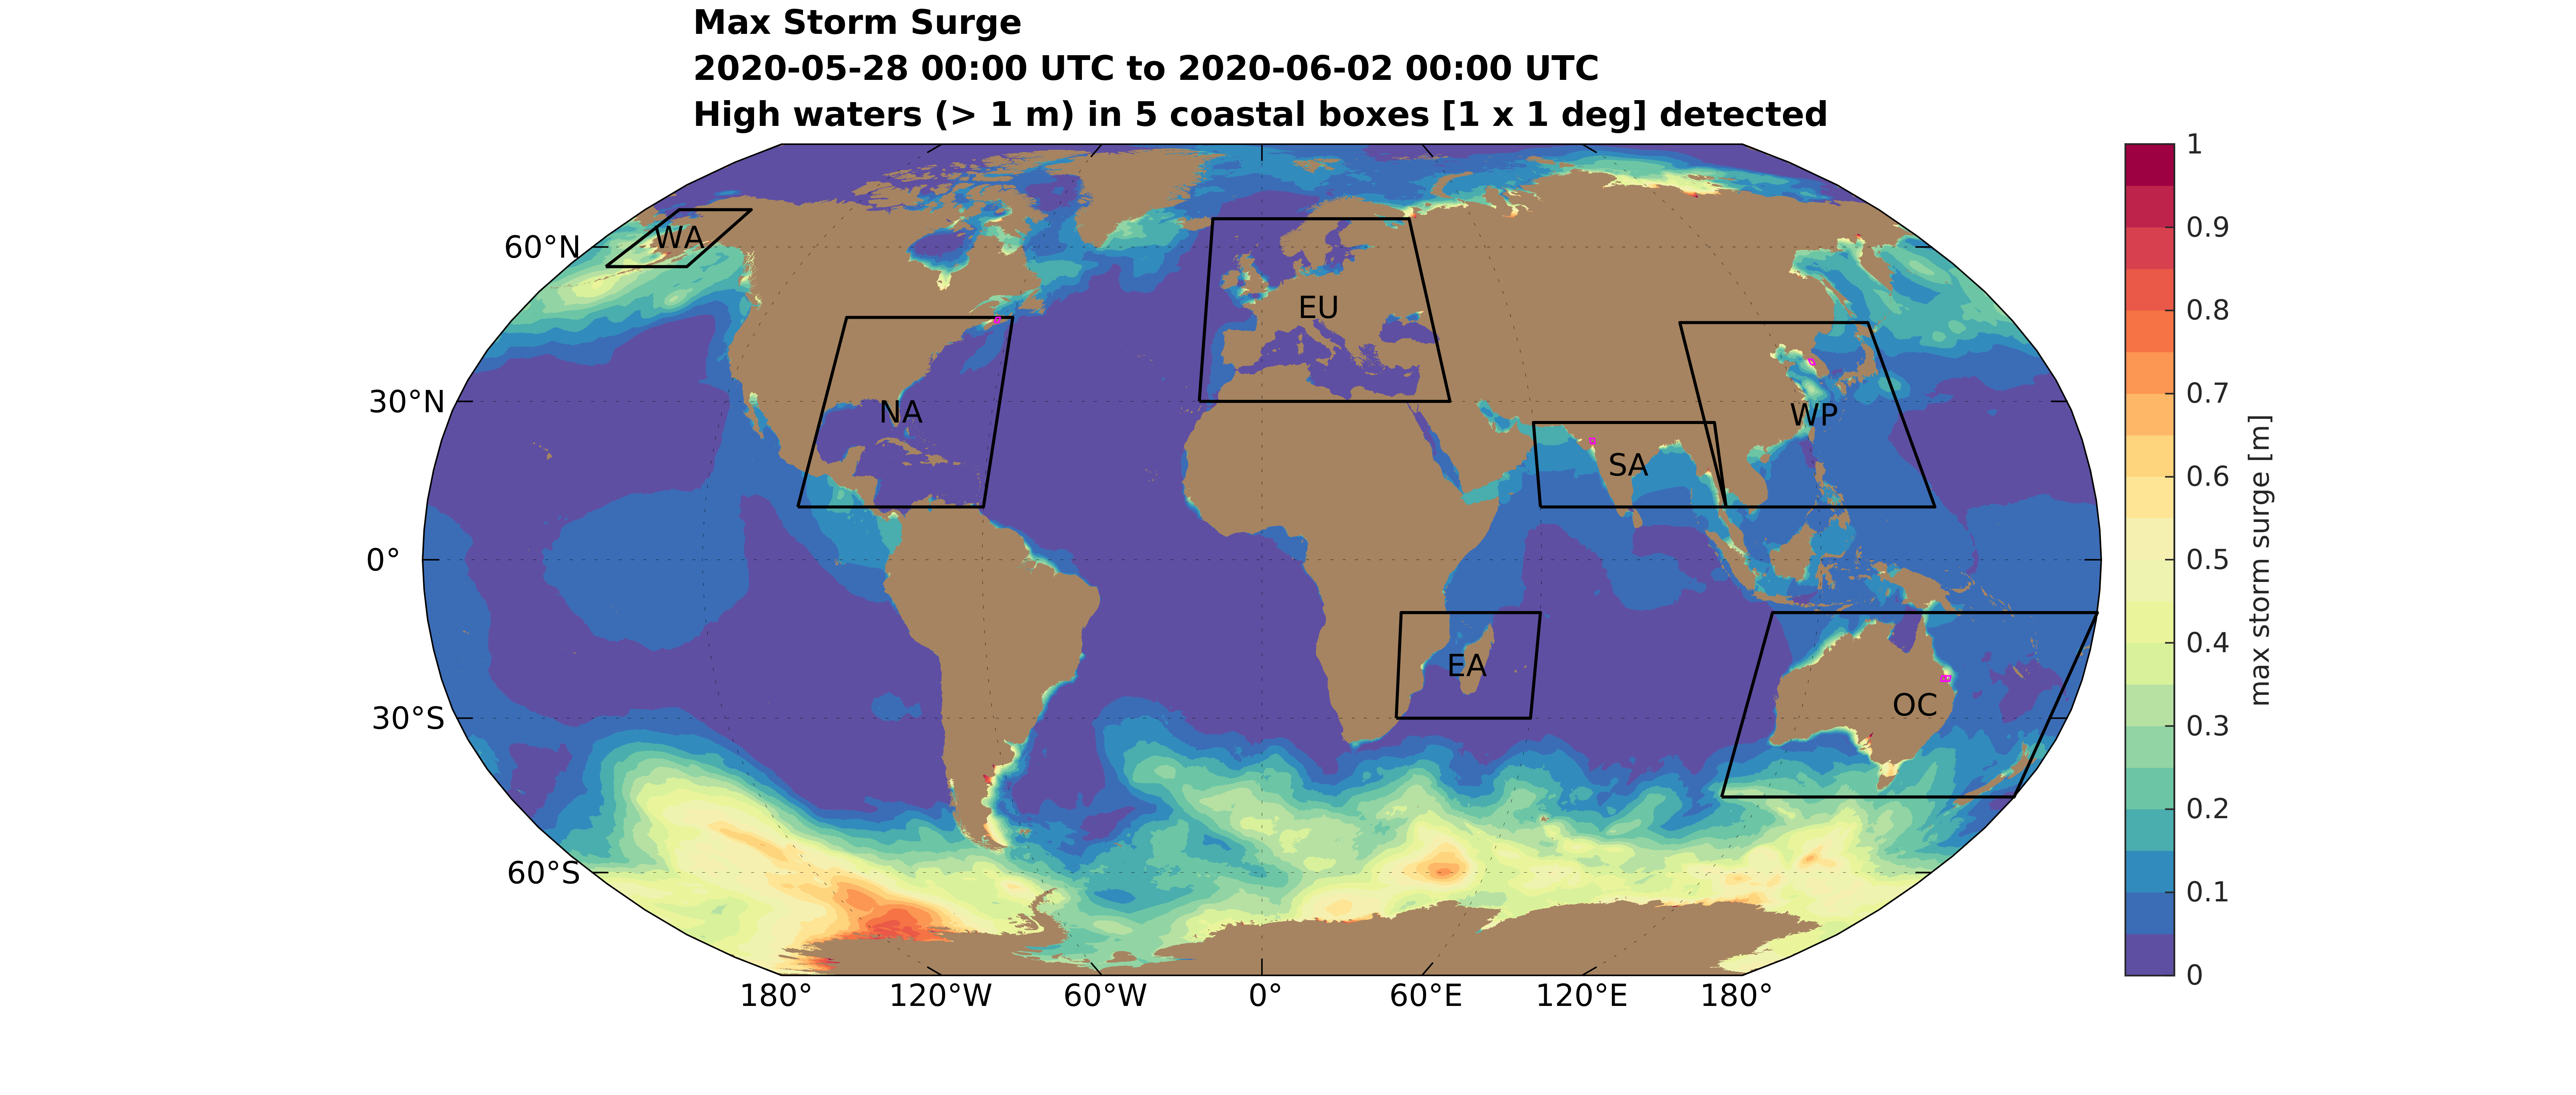 Max Storm Surge
2020-05-28 00:00 UTC to 2020-06-02 00:00 UTC
High waters (> 1 m) in 5 coastal boxes [1 x 1 deg] detected
60°N
30°N
0°
30°S
60°S
WA
NA
EU
SA
WP
EA
OC
180°
120°W
60°W
0°
60°E
120°E
180°
1
0.9
0.8
0.7
0.6
0.5
0.4
0.3
0.2
0.1
0
max storm surge [m]